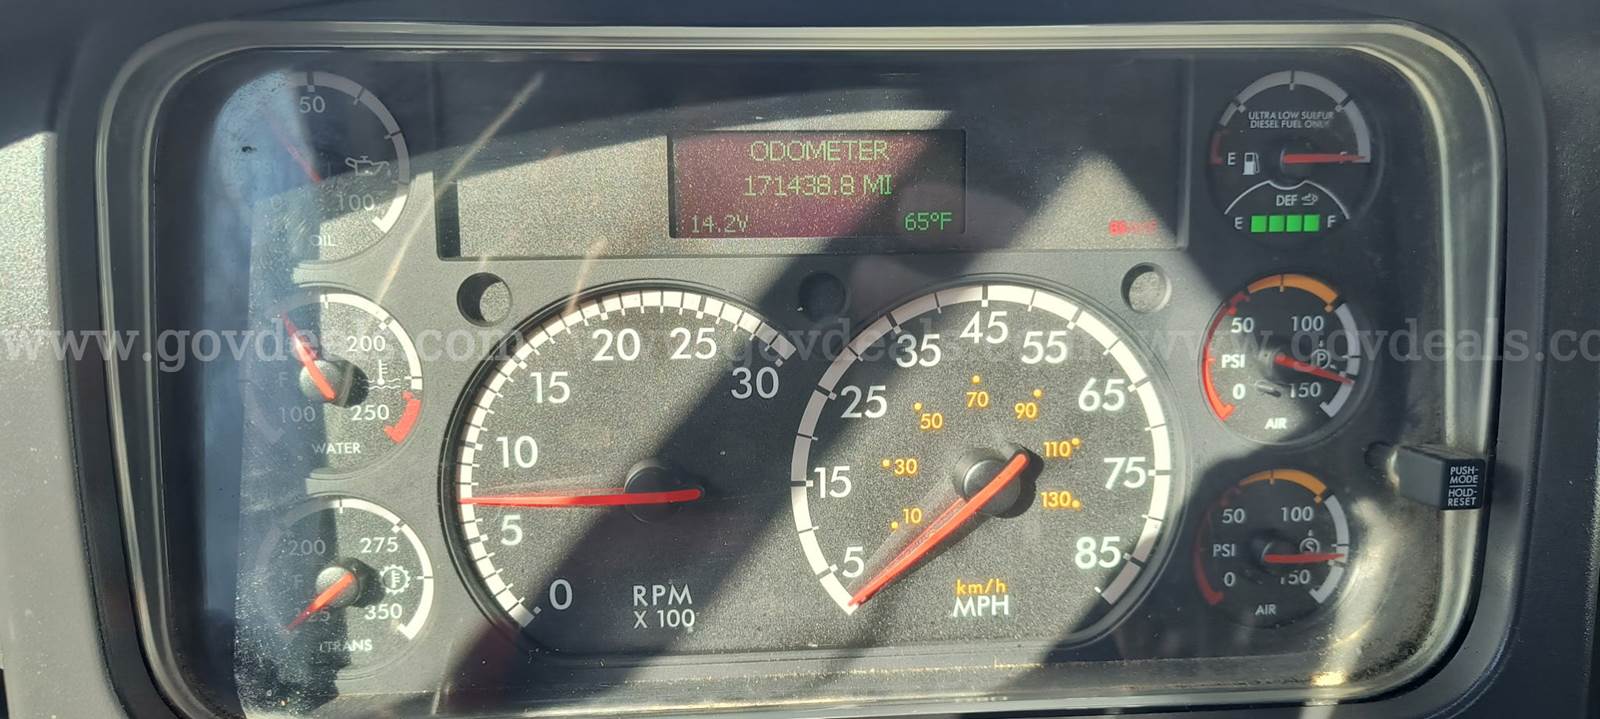 50
0
100
OIL
ODOMETER
171438.8 MI
14.2V
65°F
ULTRA LOW SULFUR
DIESEL FUEL ONLY
E F
DEF
E F
www.govdeals.com
www.govdeals.com
www.govdeals.com
200
F
100 250
WATER
200 275
F
350
TRANS
0
5
10
15
20
25
30
RPM
X 100
5
15
25
35
45
55
65
75
85
10
30
50
70
90
110
130
km/h
MPH
50 100
PSI P
0 150
AIR
50 100
PSI S
0 150
AIR
PUSH-
MODE
HOLD-
RESET